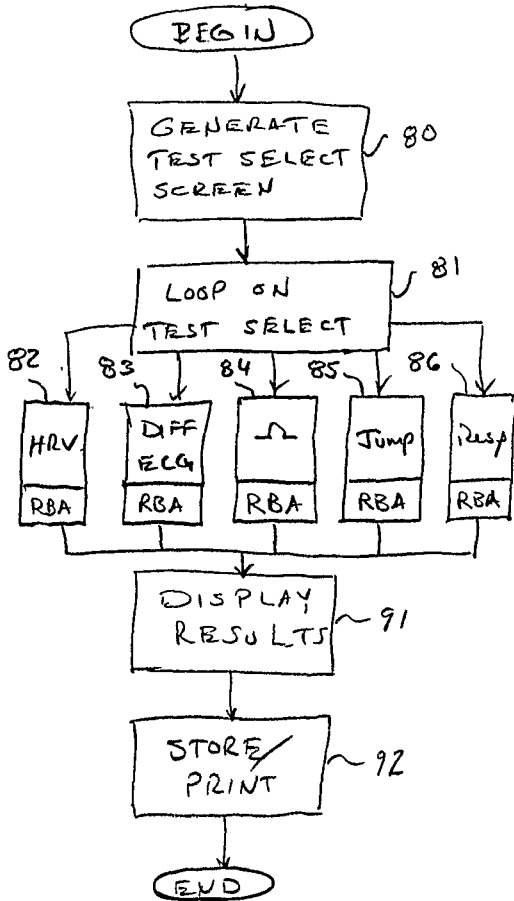 BEGIN
GENERATE
TEST SELECT
SCREEN
80
LOOP ON
TEST SELECT
81
82
83
84
85
86
HRV
DIFF
ECG
Jump
Resp
RBA
RBA
RBA
RBA
RBA
DISPLAY
RESULTS
91
STORE/
PRINT
92
END